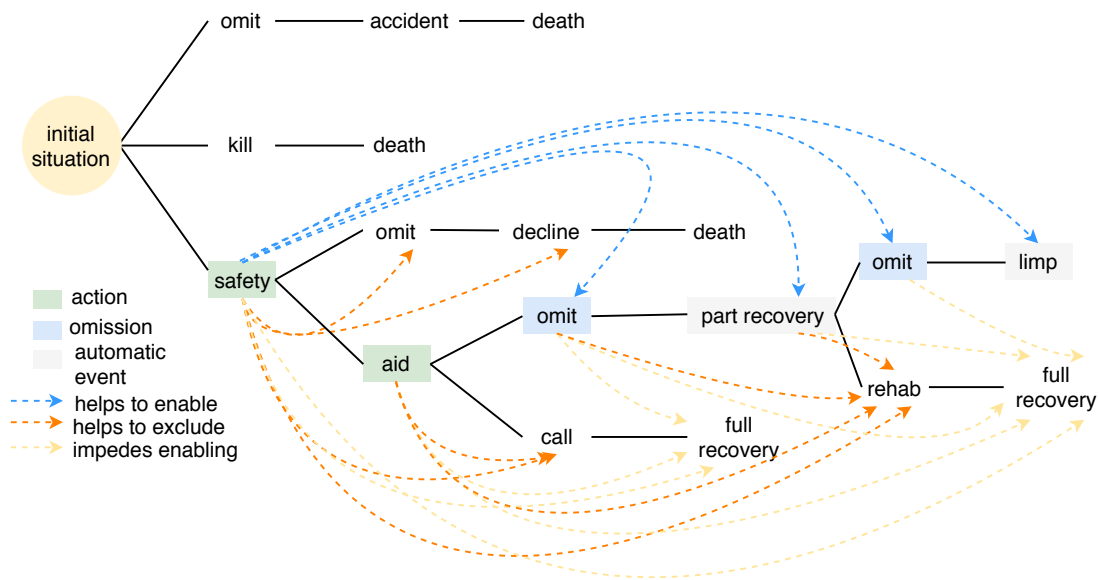 omit
accident
death
initial
situation
kill
death
omit
decline
death
omit
limp
safety
action
omission
automatic
event
omit
part recovery
aid
rehab
full
recovery
helps to enable
helps to exclude
impedes enabling
call
full
recovery